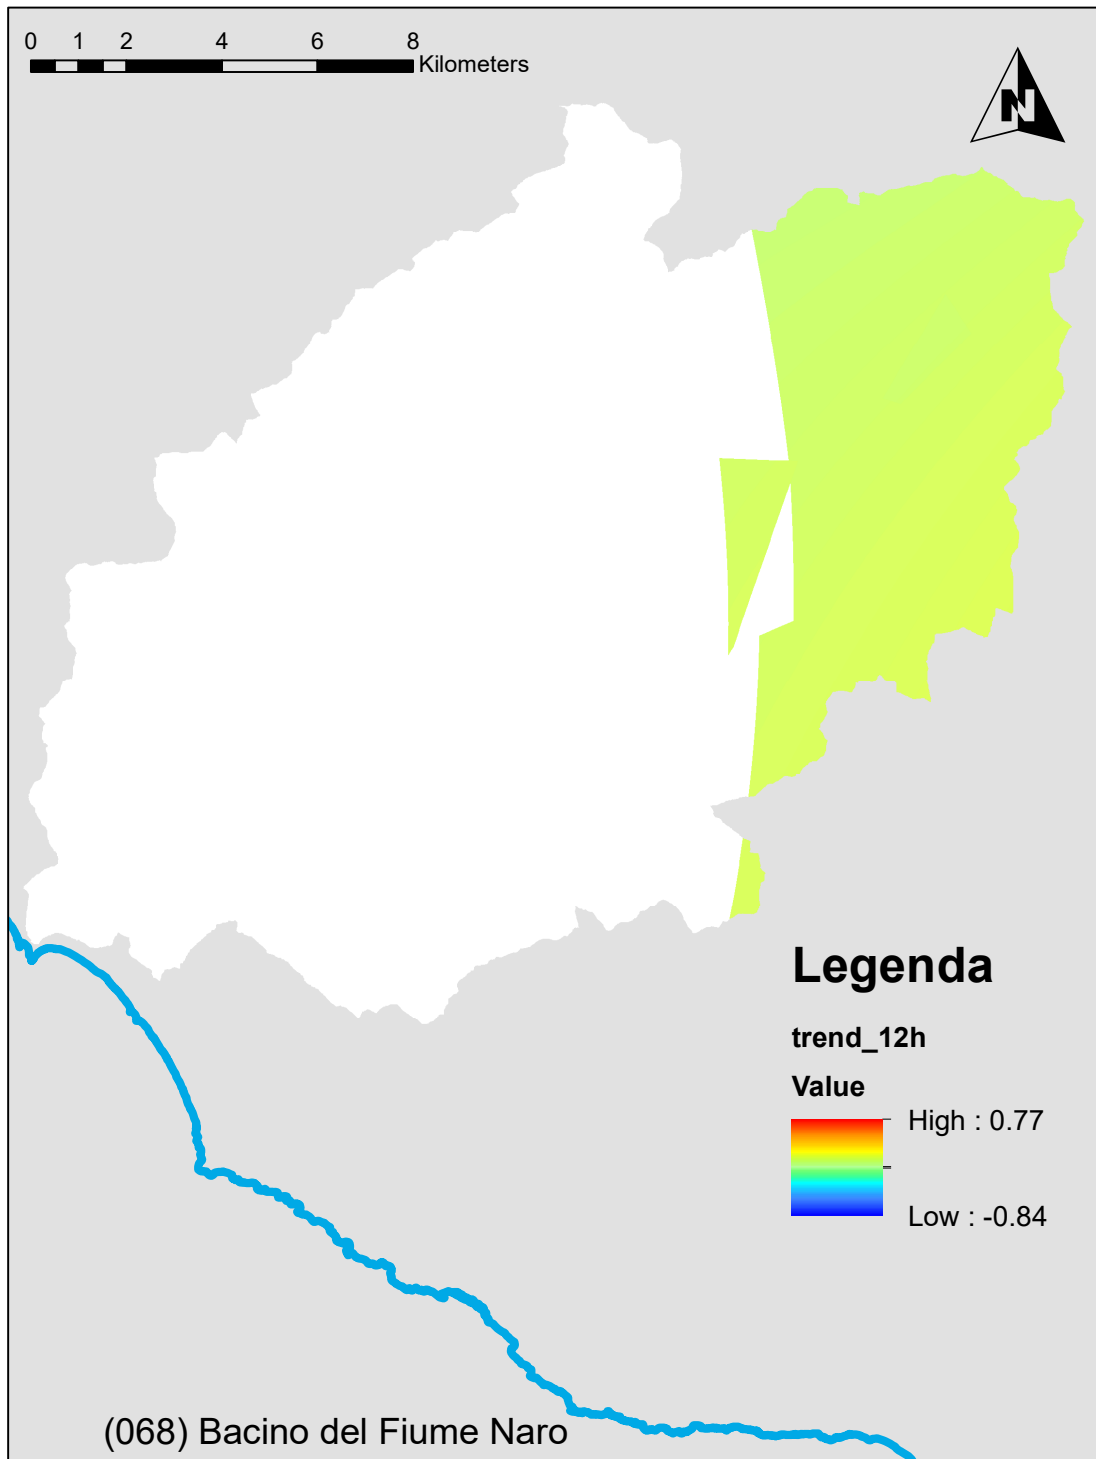 0 1 2 4 6 8
Kilometers
N
Legenda
trend_12h
Value
High : 0.77
Low : -0.84
(068) Bacino del Fiume Naro